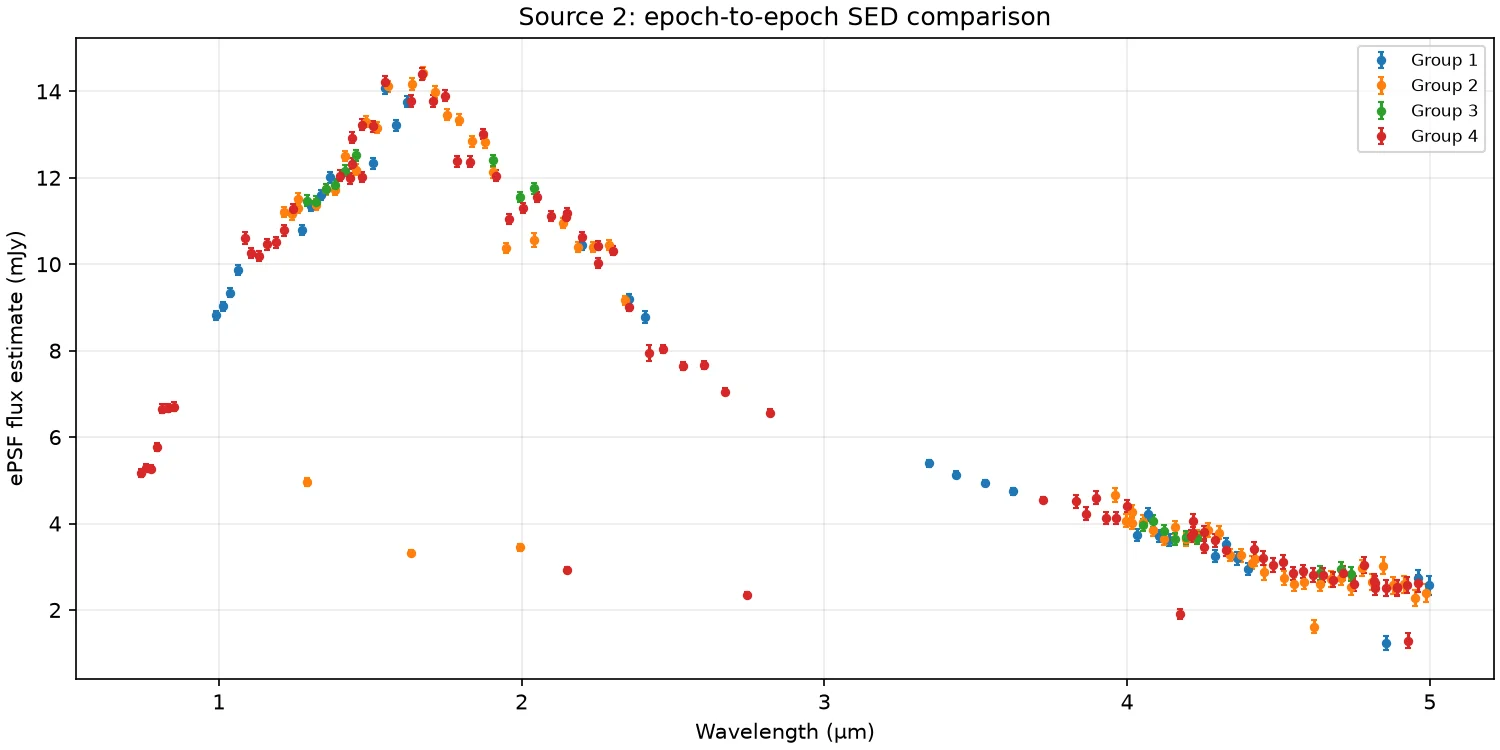 Source 2: epoch-to-epoch SED comparison
ePSF flux estimate (mJy)
14
12
10
8
6
4
2
Group 1
Group 2
Group 3
Group 4
1 2 3 4 5
Wavelength (μm)